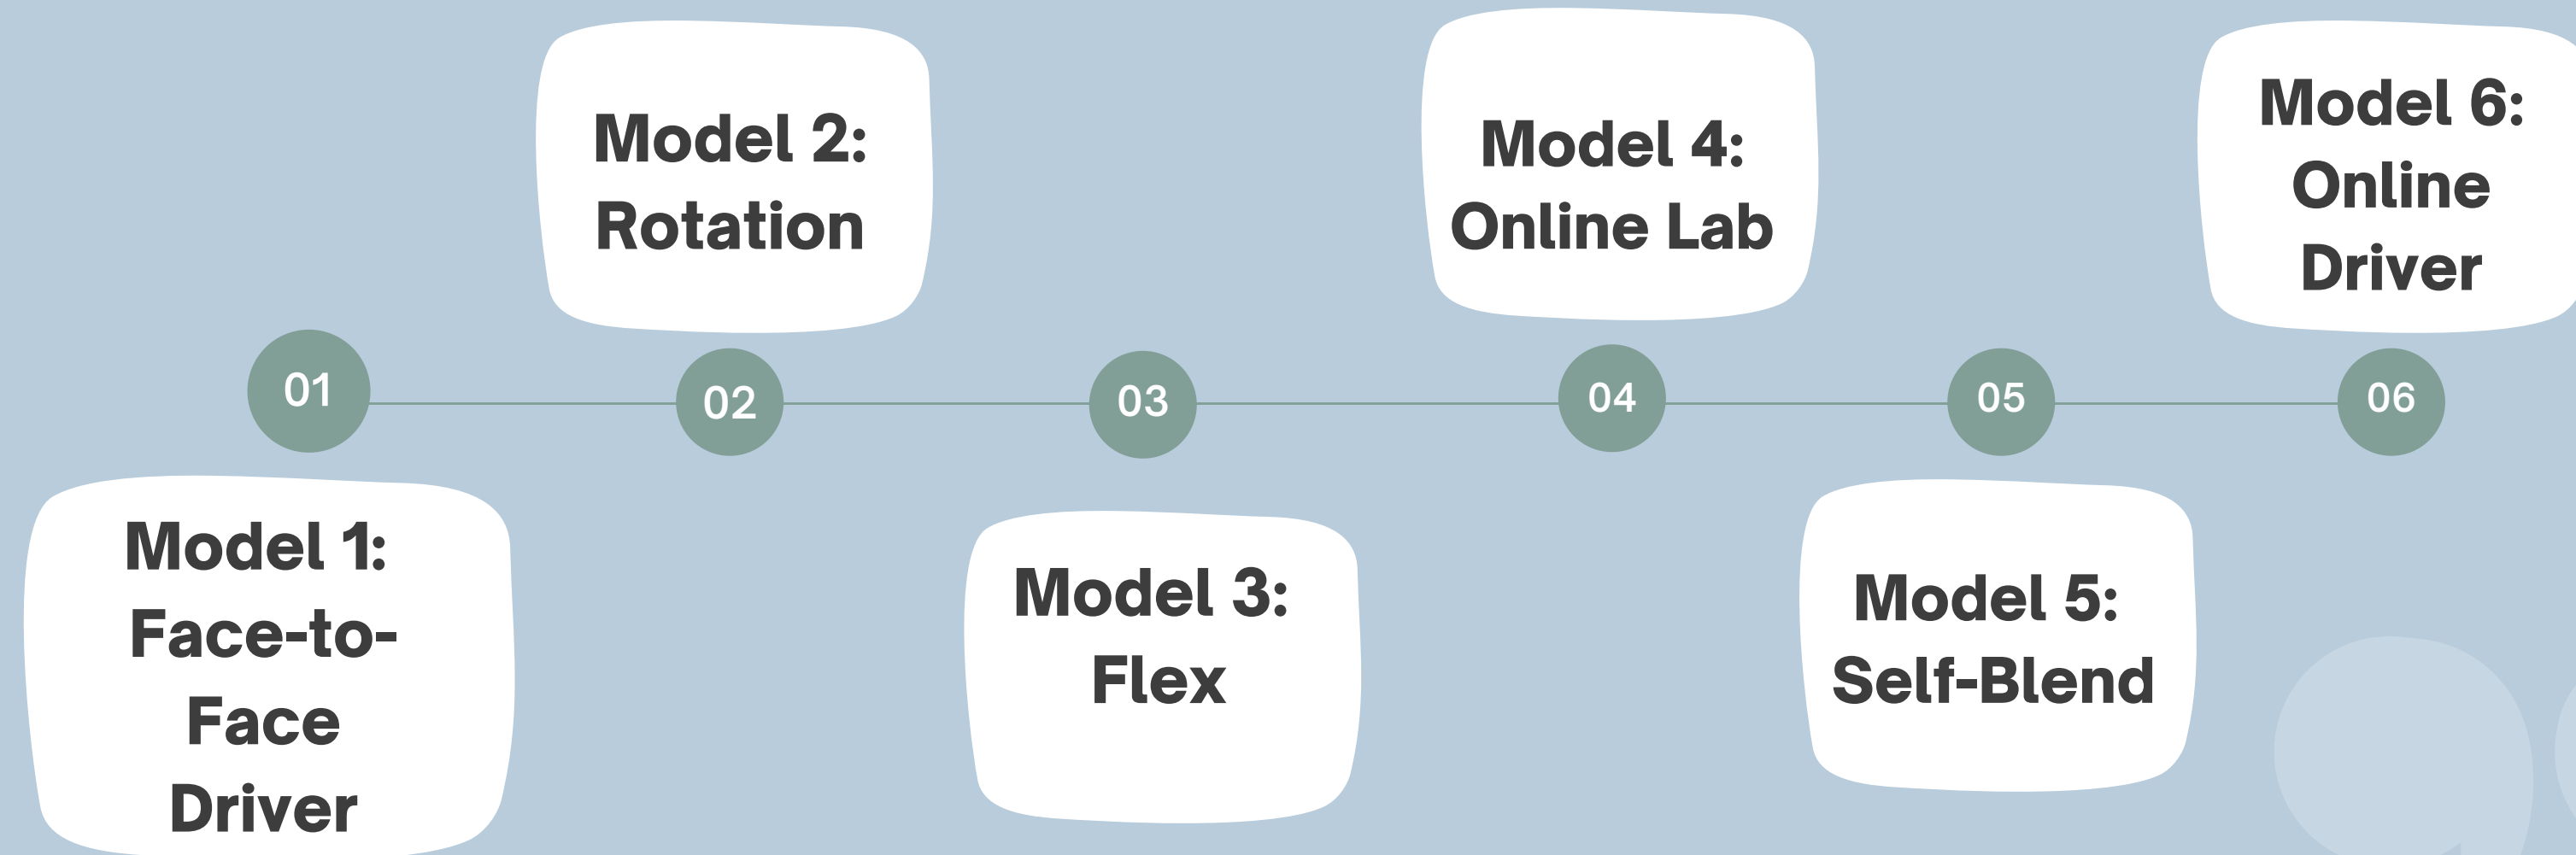 Model 2:
Rotation
Model 4:
Online Lab
Model 6:
Online
Driver
01
02
03
04
05
06
Model 1:
Face-to-
Face
Driver
Model 3:
Flex
Model 5:
Self-Blend